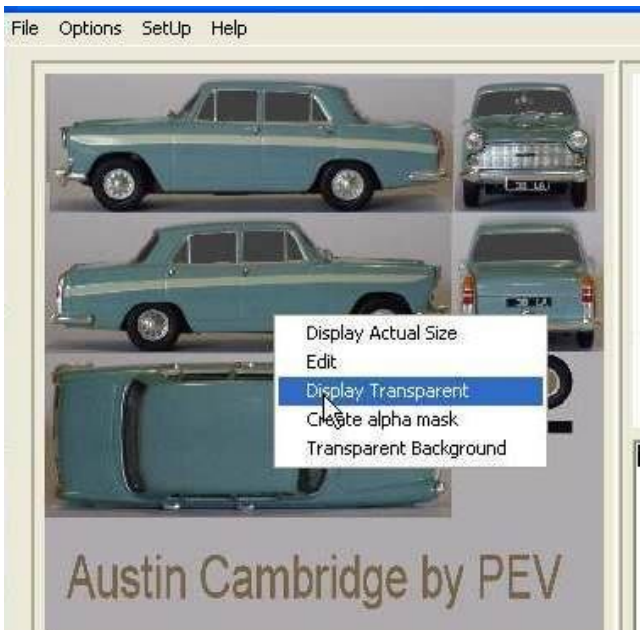 File Options SetUp Help
Display Actual Size
Edit
Display Transparent
Create alpha mask
Transparent Background
Austin Cambridge by PEV